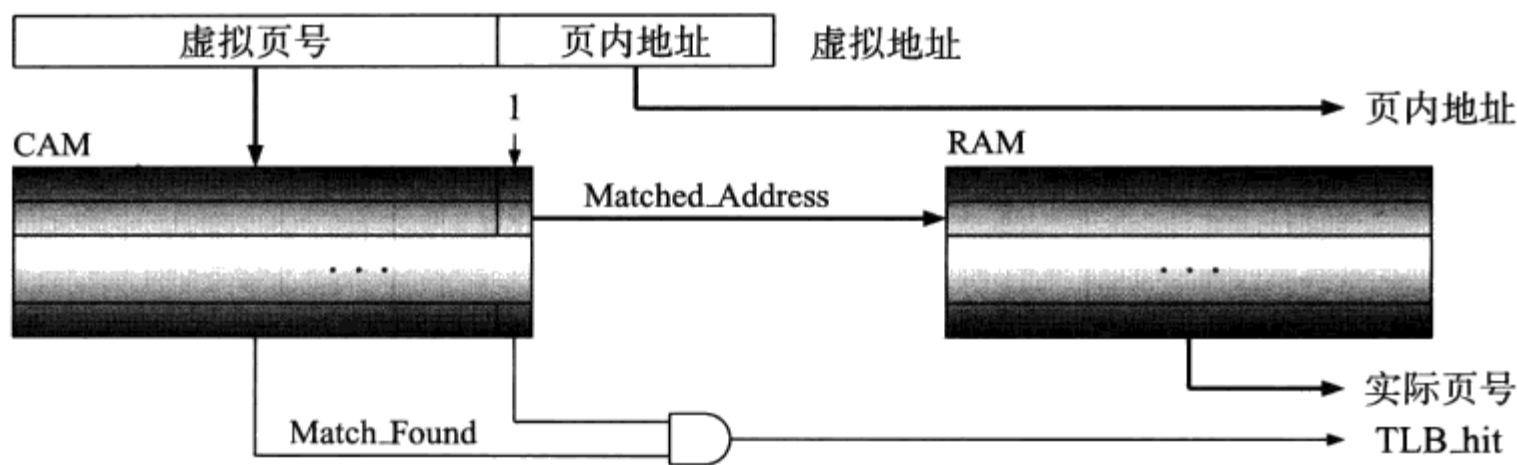 虚拟页号
页内地址
虚拟地址
1
页内地址
CAM
RAM
Matched_Address
. . .
. . .
实际页号
Match_Found
TLB_hit